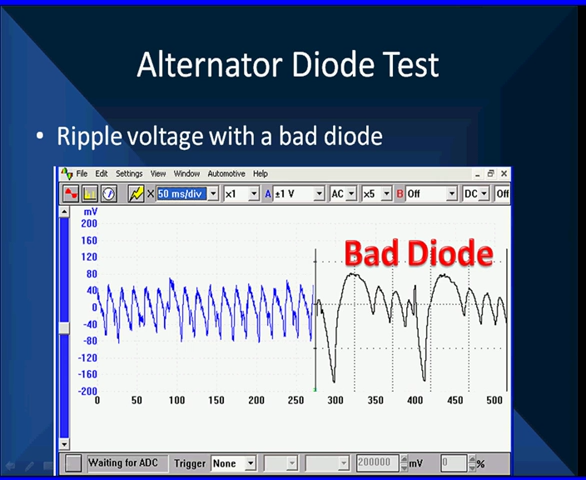 Alternator Diode Test
• Ripple voltage with a bad diode
File Edit Settings View Window Automotive Help
50 ms/div x1 A ±1 V AC x5 B Off DC Off
mV
200
160
120
80
40
0
-40
-80
-120
-160
-200
Bad Diode
0 50 100 150 200 250 300 350 400 450 500
Waiting for ADC Trigger None 200000 mV 0 %